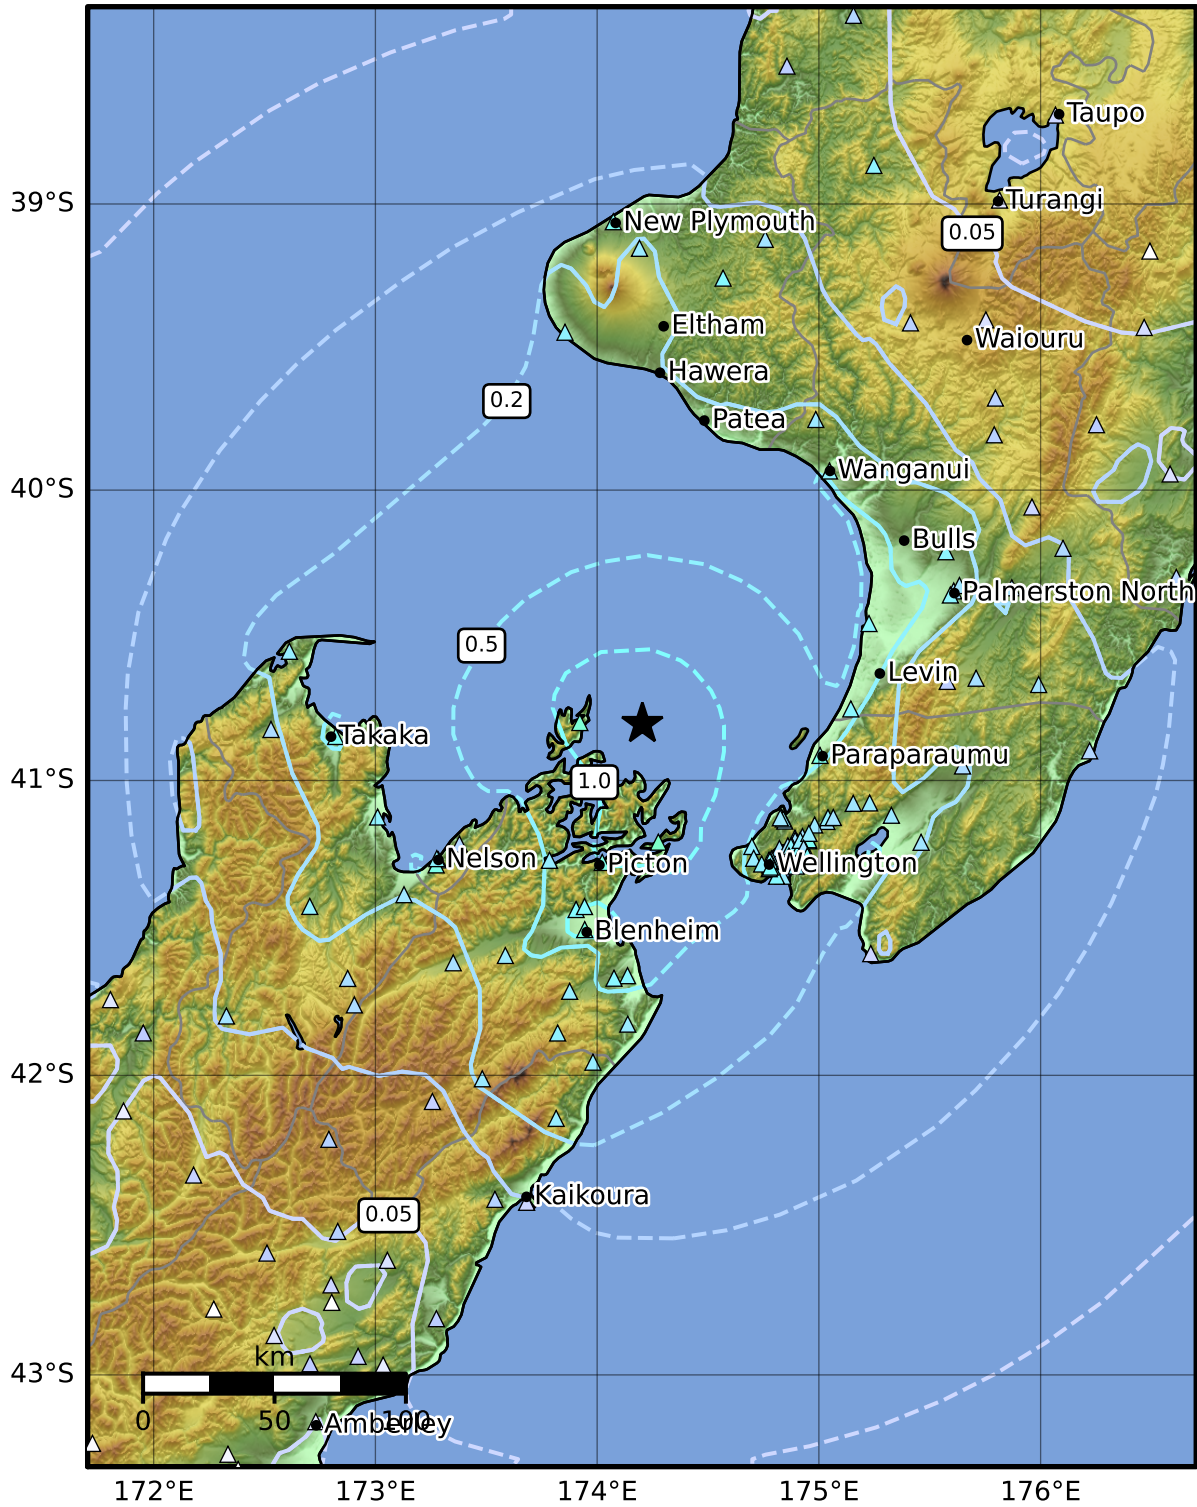 Taupo
39°S
Turangi
New Plymouth
0.05
Eltham
Waiouru
Hawera
0.2
Patea
Wanganui
40°S
Bulls
Palmerston North
0.5
Levin
Takaka
Paraparaumu
41°S
1.0
Nelson
Picton
Wellington
Blenheim
42°S
Kaikoura
0.05
km
43°S
0
50
100
Amberley
172°E
173°E
174°E
175°E
176°E